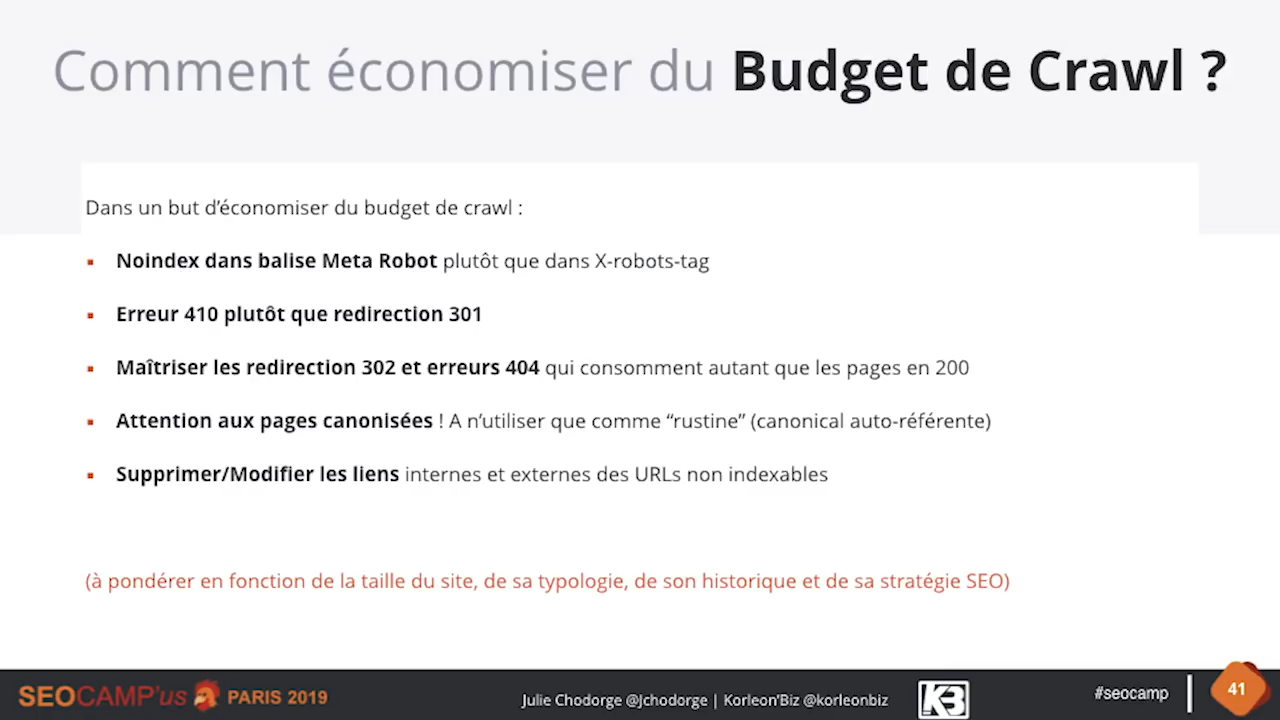 Comment économiser du Budget de Crawl ?
Dans un but d’économiser du budget de crawl :
Noindex dans balise Meta Robot plutôt que dans X-robots-tag
Erreur 410 plutôt que redirection 301
Maîtriser les redirection 302 et erreurs 404 qui consomment autant que les pages en 200
Attention aux pages canonisées ! A n’utiliser que comme “rustine” (canonical auto-référente)
Supprimer/Modifier les liens internes et externes des URLs non indexables
(à pondérer en fonction de la taille du site, de sa typologie, de son historique et de sa stratégie SEO)
SEOCAMP'us PARIS 2019
Julie Chodorge @Jchodorge | Korleon’Biz @korleonbiz
KB
#seocamp
41